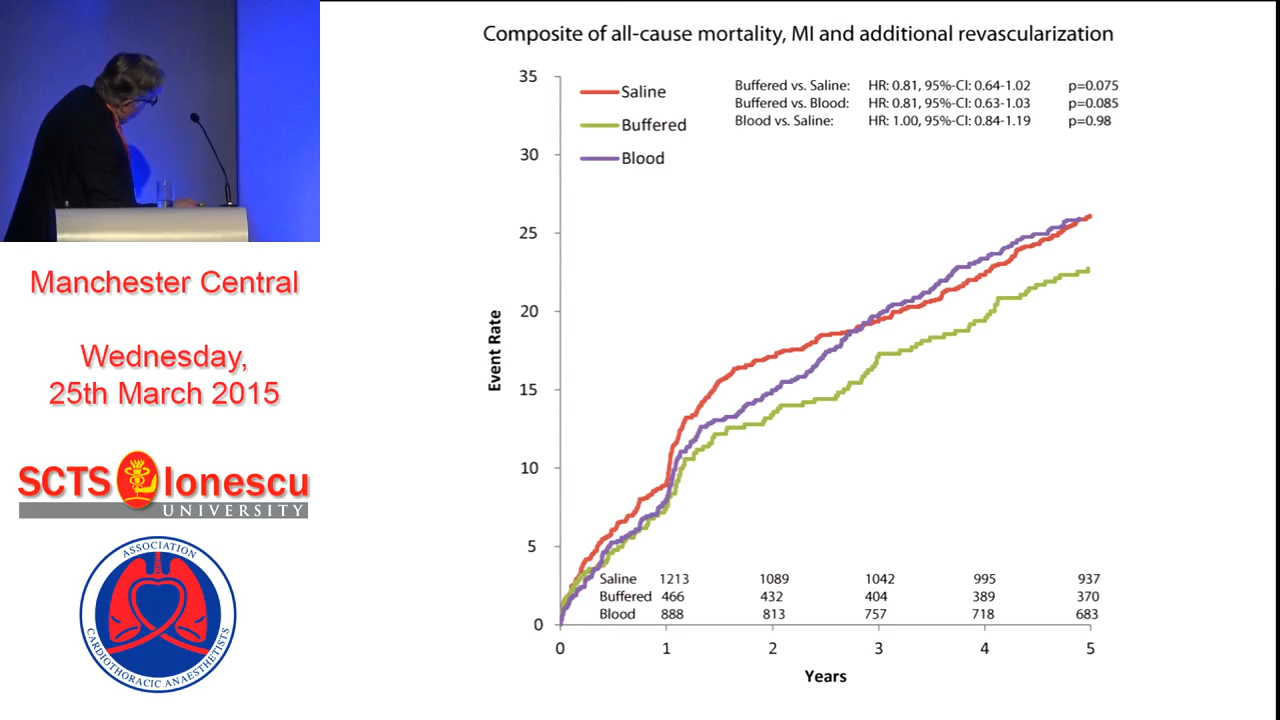 Composite of all-cause mortality, MI and additional revascularization
35
30
25
20
15
10
5
0
Event Rate
Saline
Buffered
Blood
Buffered vs. Saline: HR: 0.81, 95%-CI: 0.64-1.02 p=0.075
Buffered vs. Blood: HR: 0.81, 95%-CI: 0.63-1.03 p=0.085
Blood vs. Saline: HR: 1.00, 95%-CI: 0.84-1.19 p=0.98
Saline 1213 1089 1042 995 937
Buffered 466 432 404 389 370
Blood 888 813 757 718 683
0 1 2 3 4 5
Years
Manchester Central
Wednesday,
25th March 2015
SCTS Ionescu
UNIVERSITY
ASSOCIATION
CARDIOTHORACIC ANAESTHETISTS